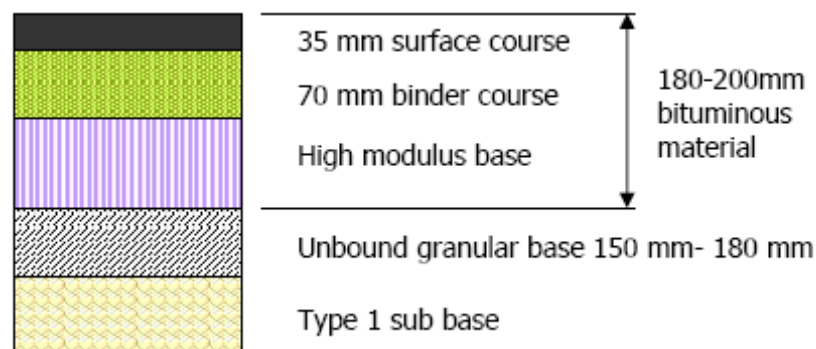 35 mm surface course
70 mm binder course
High modulus base
180-200mm
bituminous
material
Unbound granular base 150 mm- 180 mm
Type 1 sub base